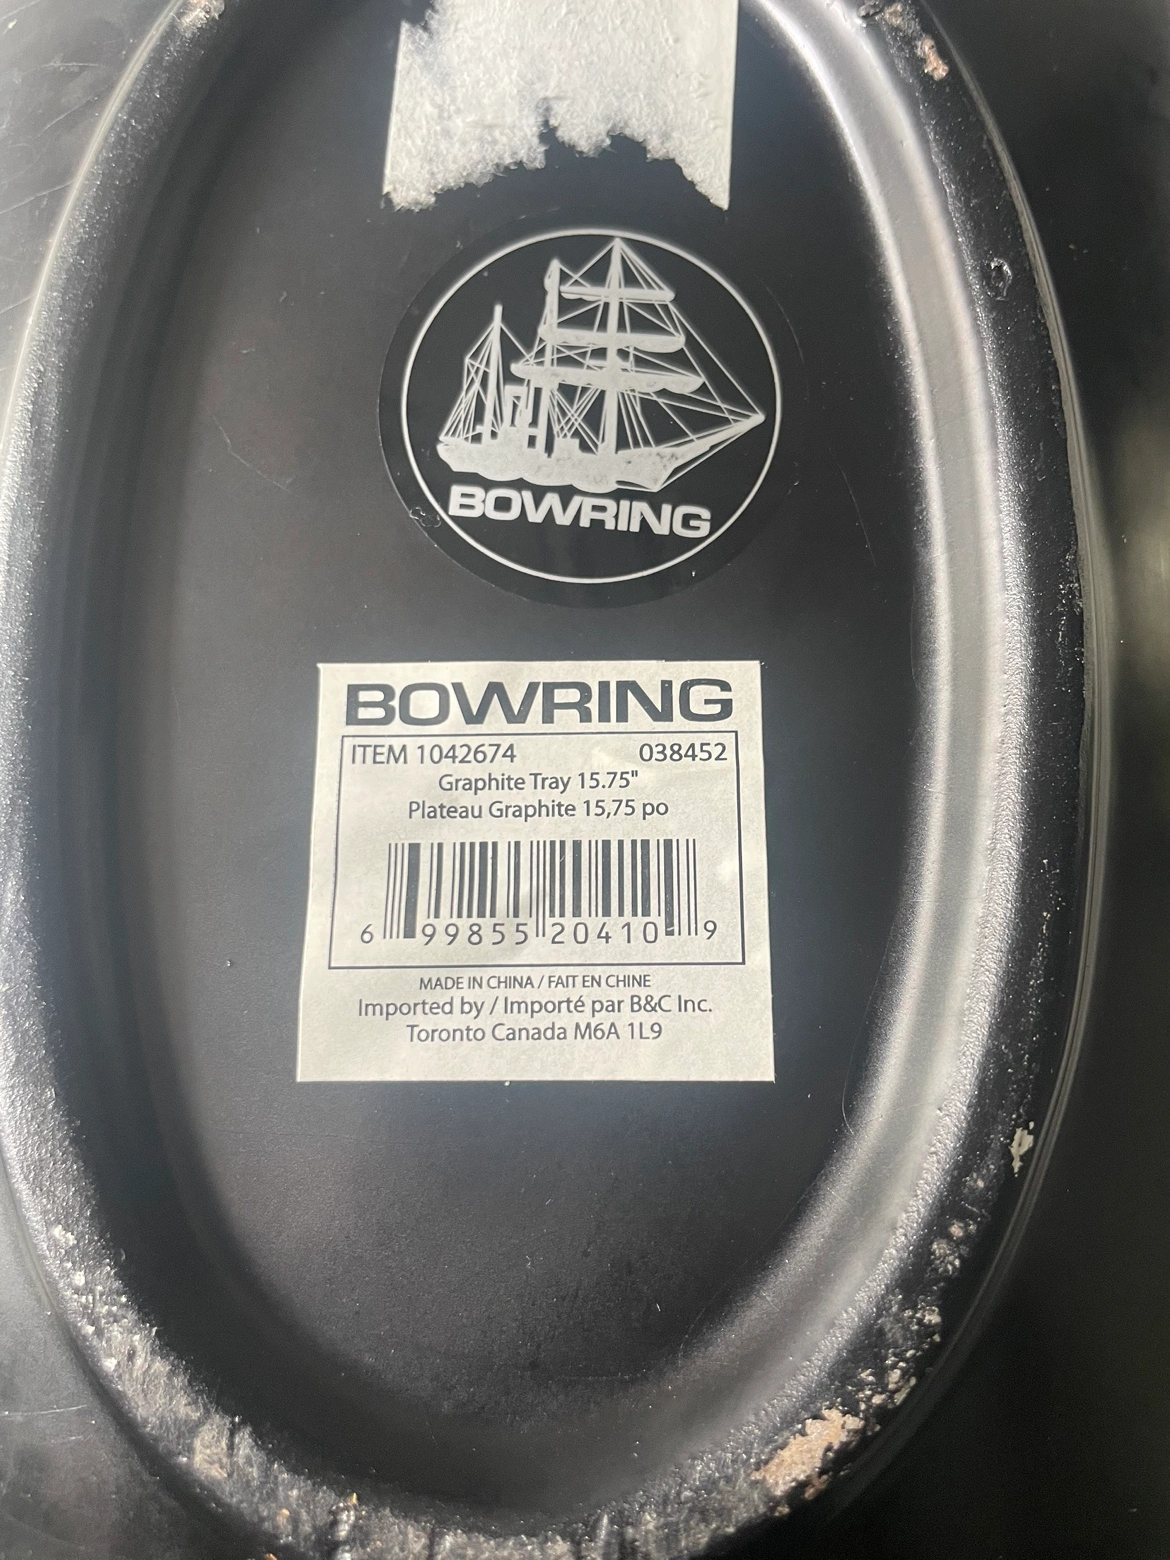 BOWRING
BOWRING
ITEM 1042674 038452
Graphite Tray 15.75"
Plateau Graphite 15,75 po
6 99855 20410 9
MADE IN CHINA / FAIT EN CHINE
Imported by / Importé par B&C Inc.
Toronto Canada M6A 1L9